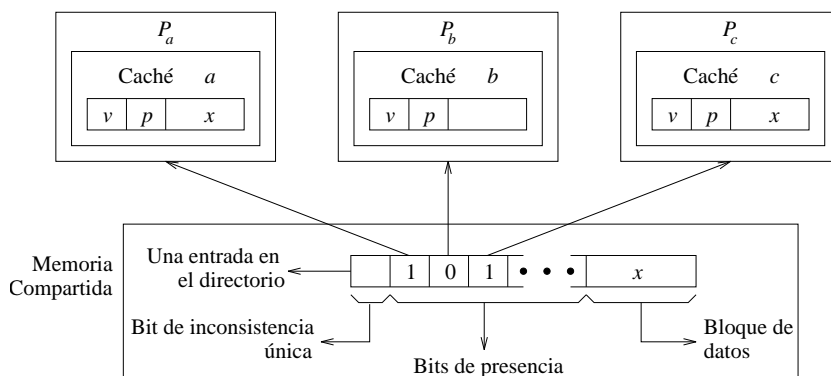 P_a
P_b
P_c
Caché a
Caché b
Caché c
v p x
v p
v p x
Memoria
Compartida
Una entrada en
el directorio
1 0 1 • • • x
Bit de inconsistencia
única
Bits de presencia
Bloque de
datos